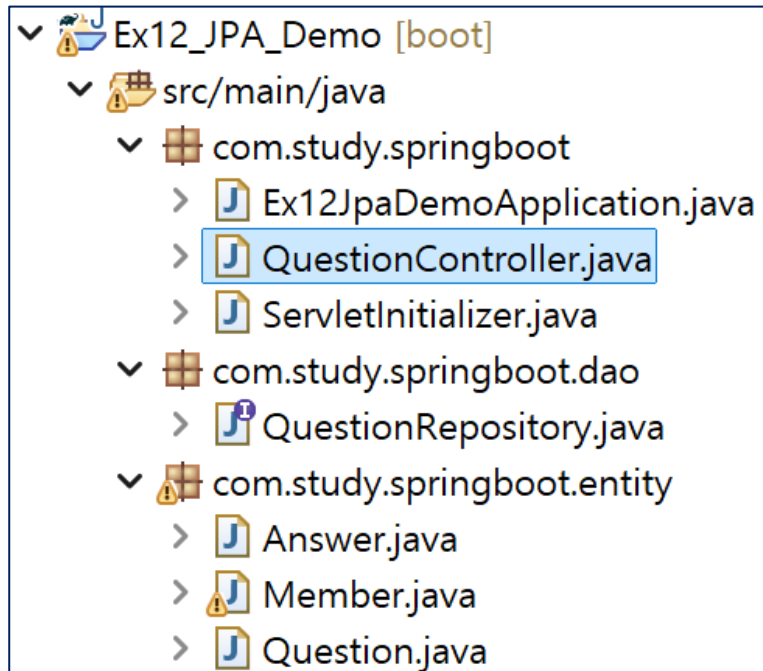 Ex12_JPA_Demo [boot]
src/main/java
com.study.springboot
Ex12JpaDemoApplication.java
QuestionController.java
ServletInitializer.java
com.study.springboot.dao
QuestionRepository.java
com.study.springboot.entity
Answer.java
Member.java
Question.java